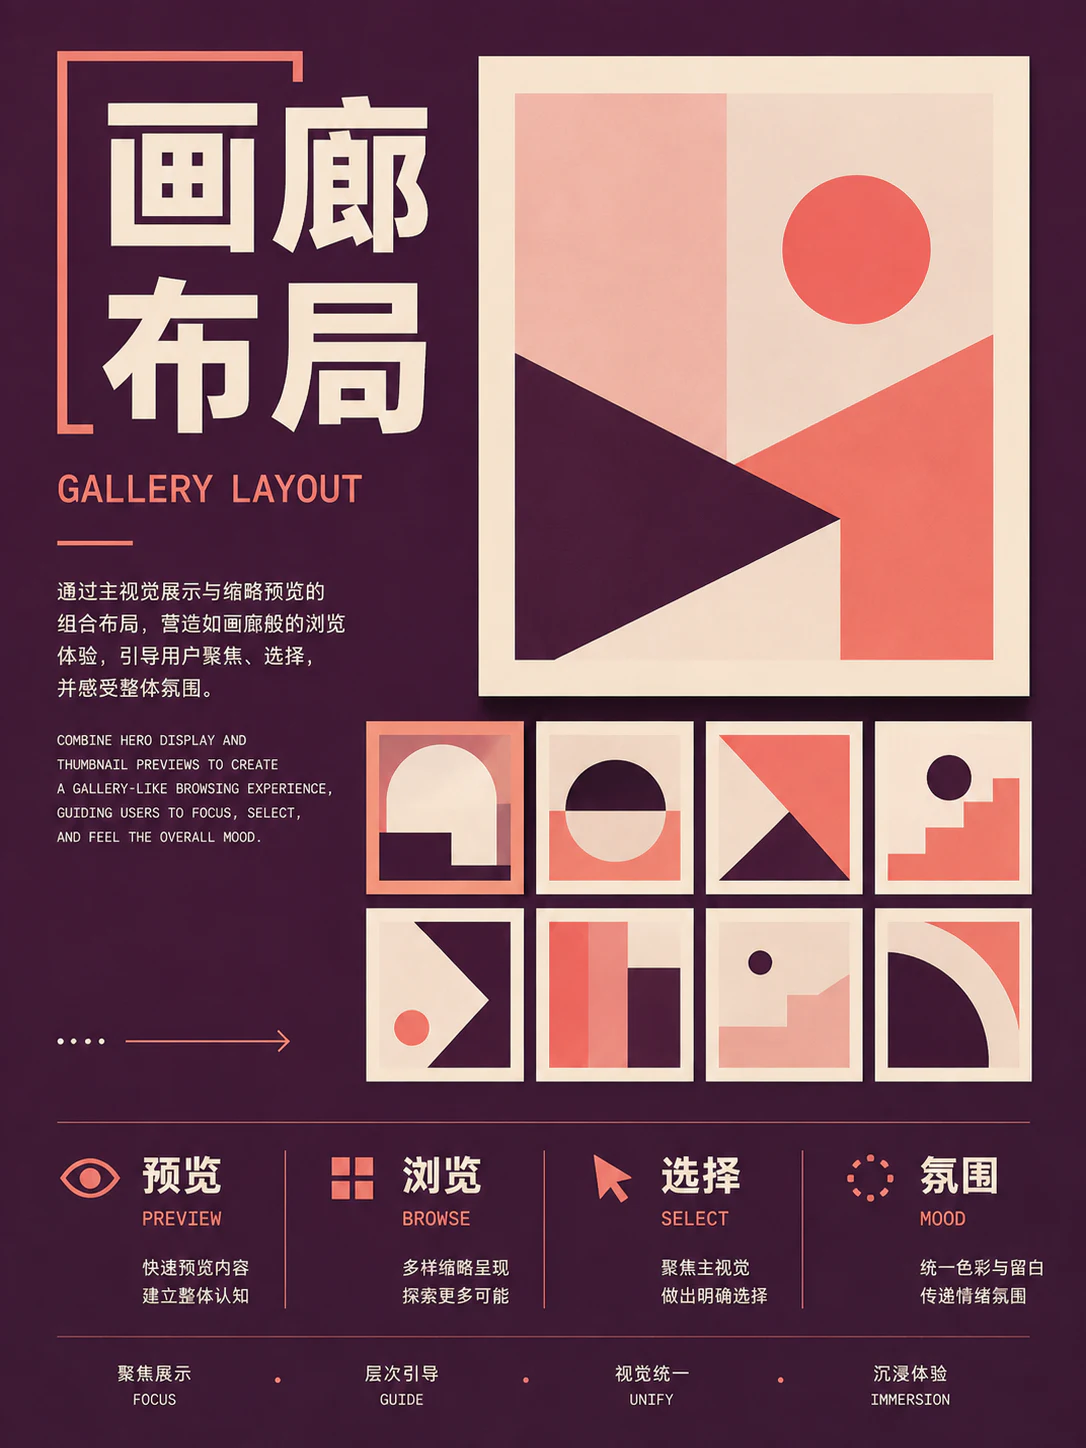 画廊
布局
GALLERY LAYOUT
通过主视觉展示与缩略预览的
组合布局，营造如画廊般的浏览
体验，引导用户聚焦、选择，
并感受整体氛围。
COMBINE HERO DISPLAY AND
THUMBNAIL PREVIEWS TO CREATE
A GALLERY-LIKE BROWSING EXPERIENCE,
GUIDING USERS TO FOCUS, SELECT,
AND FEEL THE OVERALL MOOD.
预览
PREVIEW
快速预览内容
建立整体认知
浏览
BROWSE
多样缩略呈现
探索更多可能
选择
SELECT
聚焦主视觉
做出明确选择
氛围
MOOD
统一色彩与留白
传递情绪氛围
聚焦展示
FOCUS
层次引导
GUIDE
视觉统一
UNIFY
沉浸体验
IMMERSION